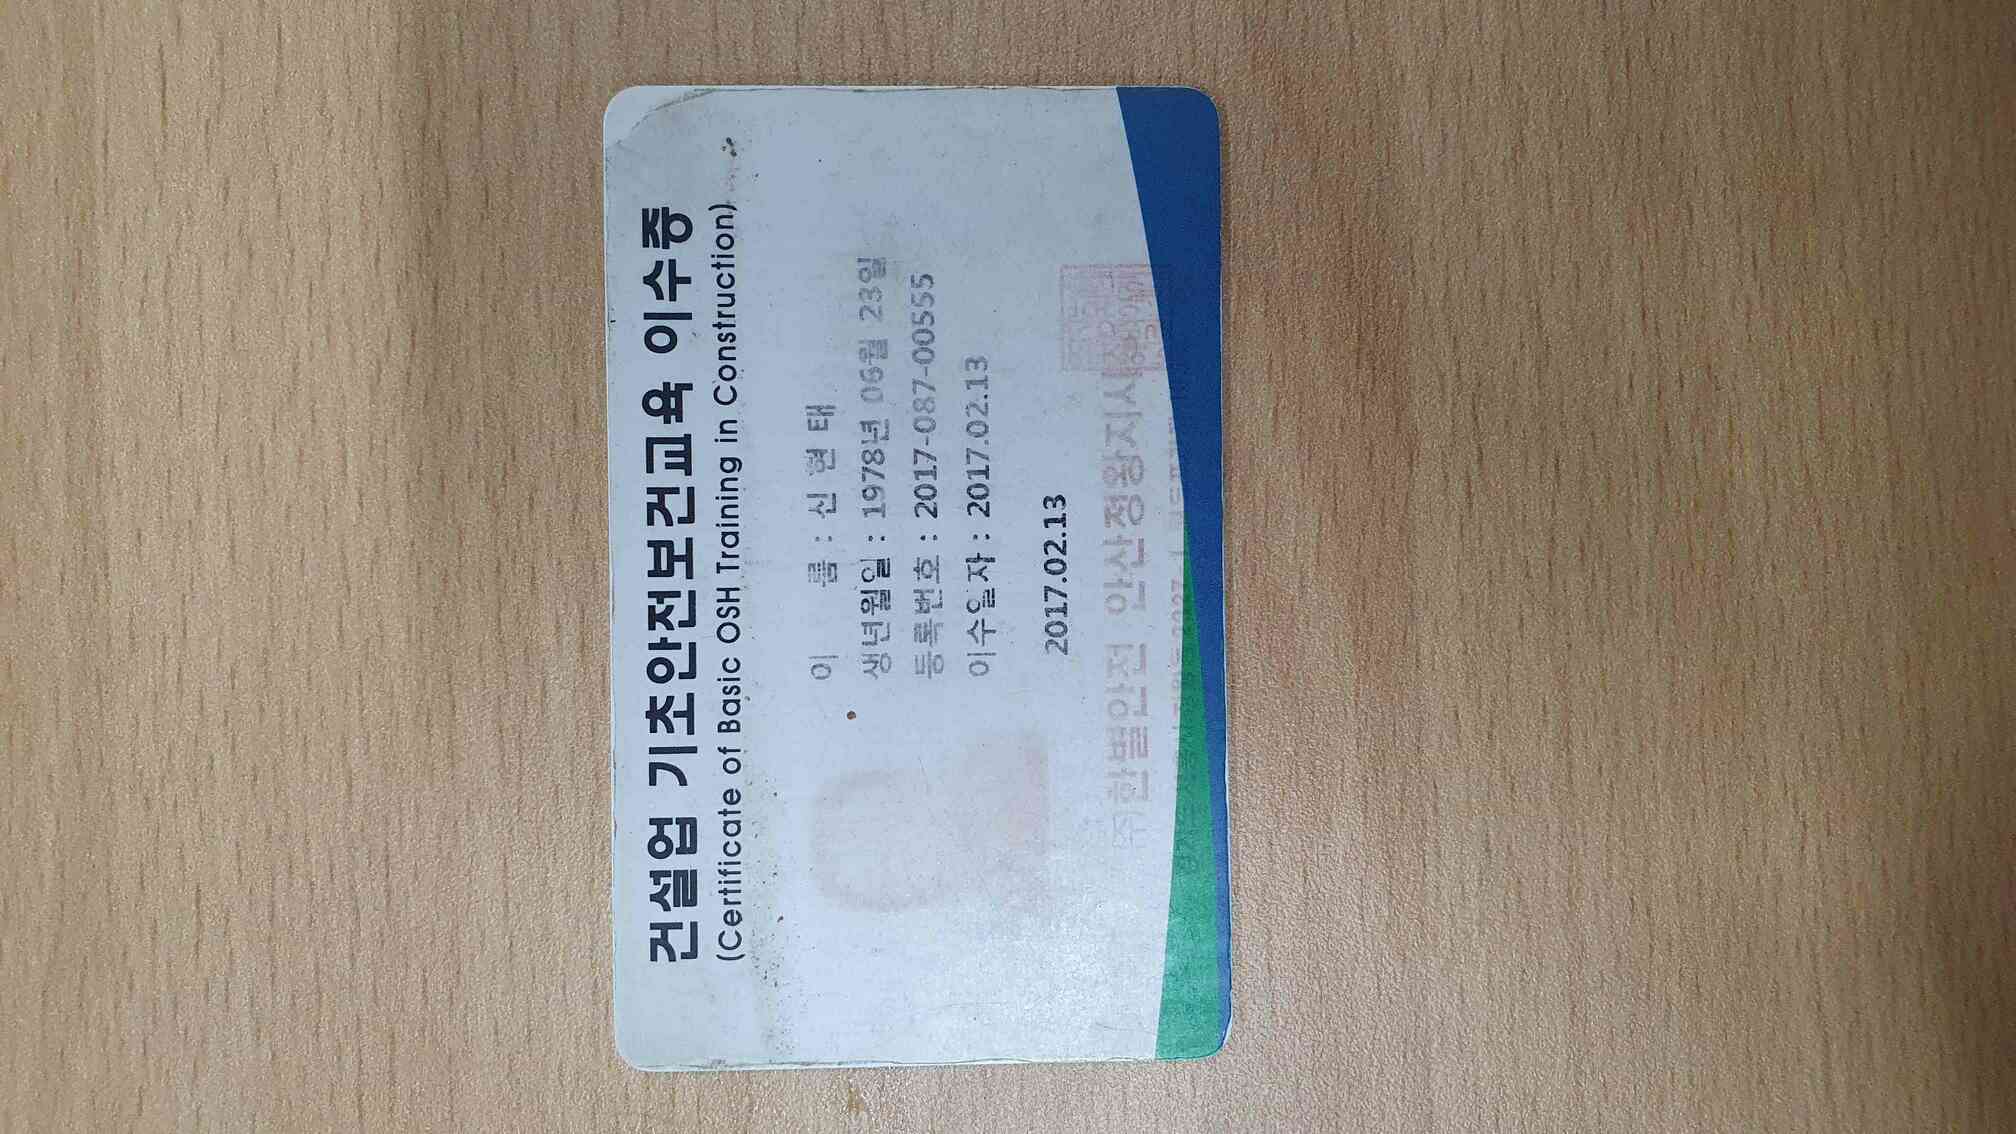 건설업 기초안전보건교육 이수증
(Certificate of Basic OSH Training in Construction)
이 름 : 신 현 태
생년월일 : 1978년 06월 23일
등록번호 : 2017-087-00555
이수일자 : 2017.02.13
2017.02.13
㈜한벌안전 안산정왕지사